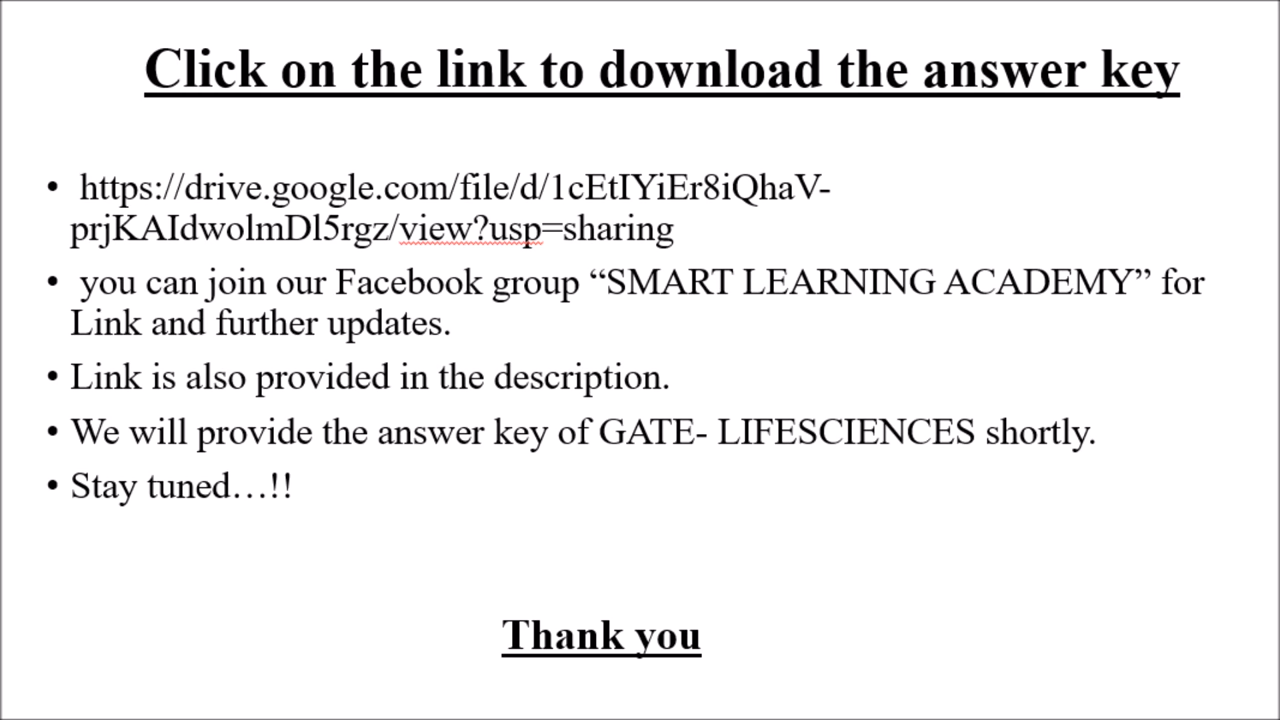 Click on the link to download the answer key
• https://drive.google.com/file/d/1cEtIYiEr8iQhaV-
prjKAIdwolmDl5rgz/view?usp=sharing
• you can join our Facebook group “SMART LEARNING ACADEMY” for
Link and further updates.
• Link is also provided in the description.
• We will provide the answer key of GATE- LIFESCIENCES shortly.
• Stay tuned…!!
Thank you